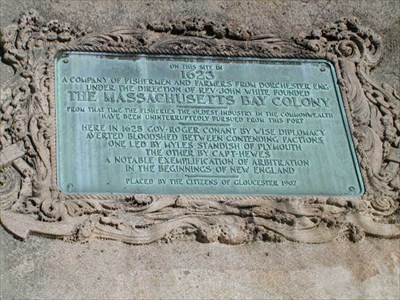 ON THIS SITE IN
1623
A COMPANY OF FISHERMEN AND FARMERS FROM DORCHESTER ENG.
UNDER THE DIRECTION OF REV. JOHN WHITE FOUNDED
THE MASSACHUSETTS BAY COLONY
FROM THAT TIME THE FISHERIES THE OLDEST INDUSTRY IN THE COMMONWEALTH
HAVE BEEN UNINTERRUPTEDLY PURSUED FROM THIS PORT
HERE IN 1625 GOV. ROGER CONANT BY WISE DIPLOMACY
AVERTED BLOODSHED BETWEEN CONTENDING FACTIONS
ONE LED BY MYLES STANDISH OF PLYMOUTH
THE OTHER BY CAPT. HEWES
A NOTABLE EXEMPLIFICATION OF ARBITRATION
IN THE BEGINNINGS OF NEW ENGLAND
PLACED BY THE CITIZENS OF GLOUCESTER 1907